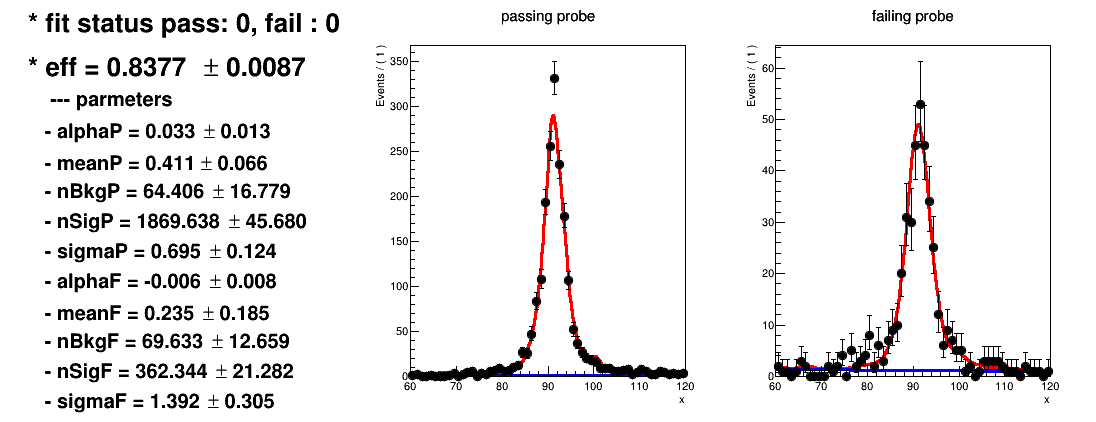 * fit status pass: 0, fail : 0
* eff = 0.8377 ± 0.0087
--- parmeters
- alphaP = 0.033 ± 0.013
- meanP = 0.411 ± 0.066
- nBkgP = 64.406 ± 16.779
- nSigP = 1869.638 ± 45.680
- sigmaP = 0.695 ± 0.124
- alphaF = -0.006 ± 0.008
- meanF = 0.235 ± 0.185
- nBkgF = 69.633 ± 12.659
- nSigF = 362.344 ± 21.282
- sigmaF = 1.392 ± 0.305
passing probe
Events / ( 1 )
350
300
250
200
150
100
50
0
60 70 80 90 100 110 120
x
failing probe
Events / ( 1 )
60
50
40
30
20
10
0
60 70 80 90 100 110 120
x